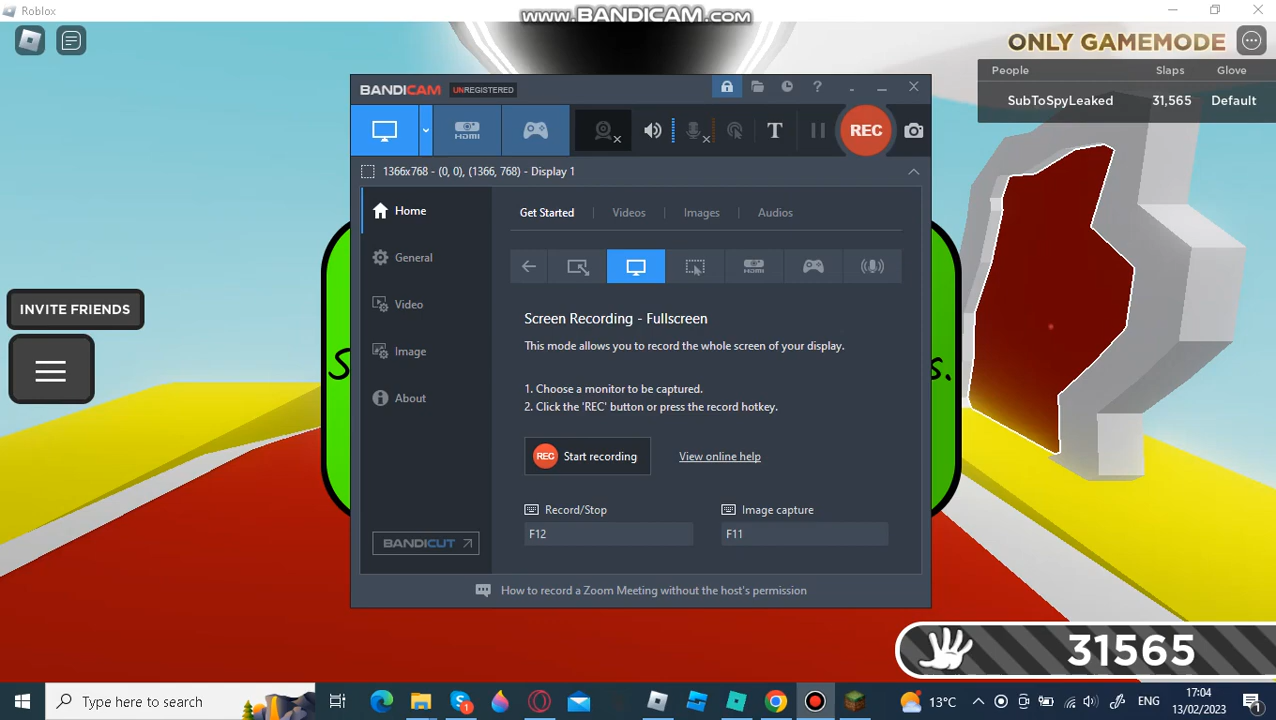 Roblox
www.BANDICAM.com
ONLY GAMEMODE
People Slaps Glove
SubToSpyLeaked 31,565 Default
BANDICAM UNREGISTERED
HDMI
REC
1366x768 - (0, 0), (1366, 768) - Display 1
Home
General
Video
Image
About
Get Started Videos Images Audios
HDMI
Screen Recording - Fullscreen
This mode allows you to record the whole screen of your display.
1. Choose a monitor to be captured.
2. Click the 'REC' button or press the record hotkey.
REC Start recording View online help
Record/Stop Image capture
F12 F11
BANDICUT
How to record a Zoom Meeting without the host's permission
INVITE FRIENDS
S
s.
31565
Type here to search
13°C
ENG
17:04
13/02/2023
1